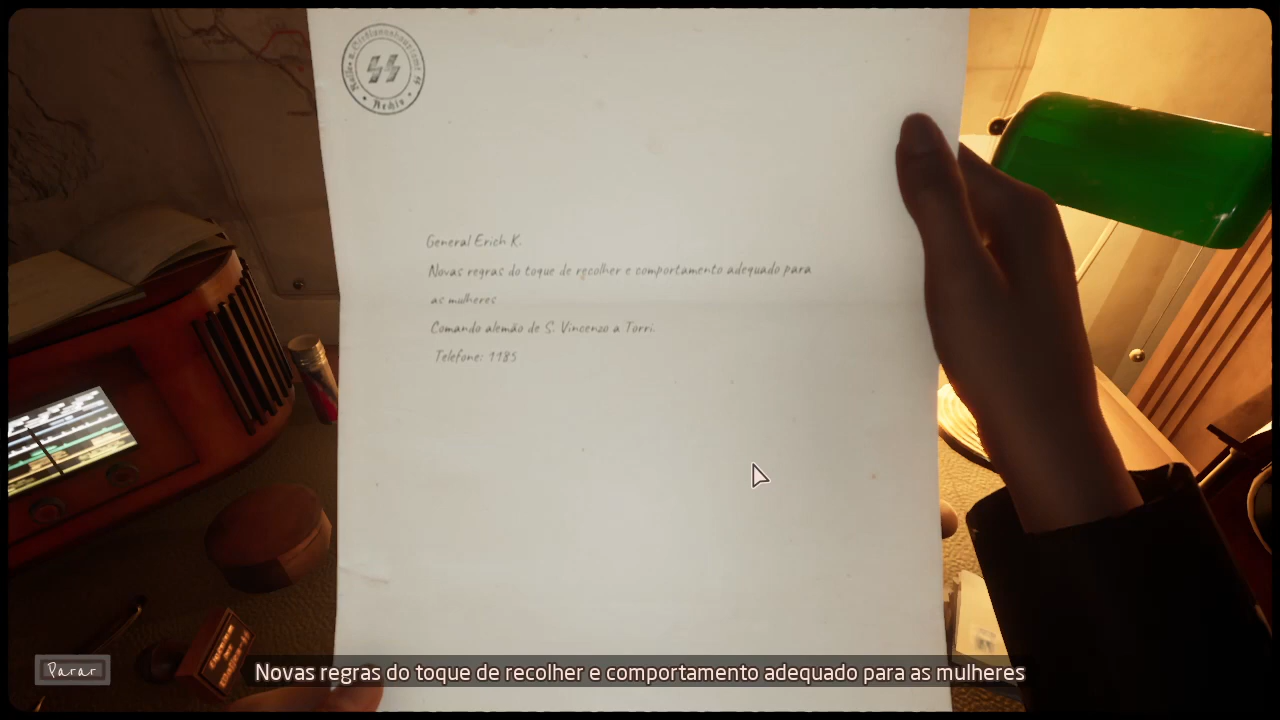 General Erich K.
Novas regras do toque de recolher e comportamento adequado para
as mulheres
Comando alemão de S. Vincenzo a Torri.
Telefone: 1185
Parar
Novas regras do toque de recolher e comportamento adequado para as mulheres